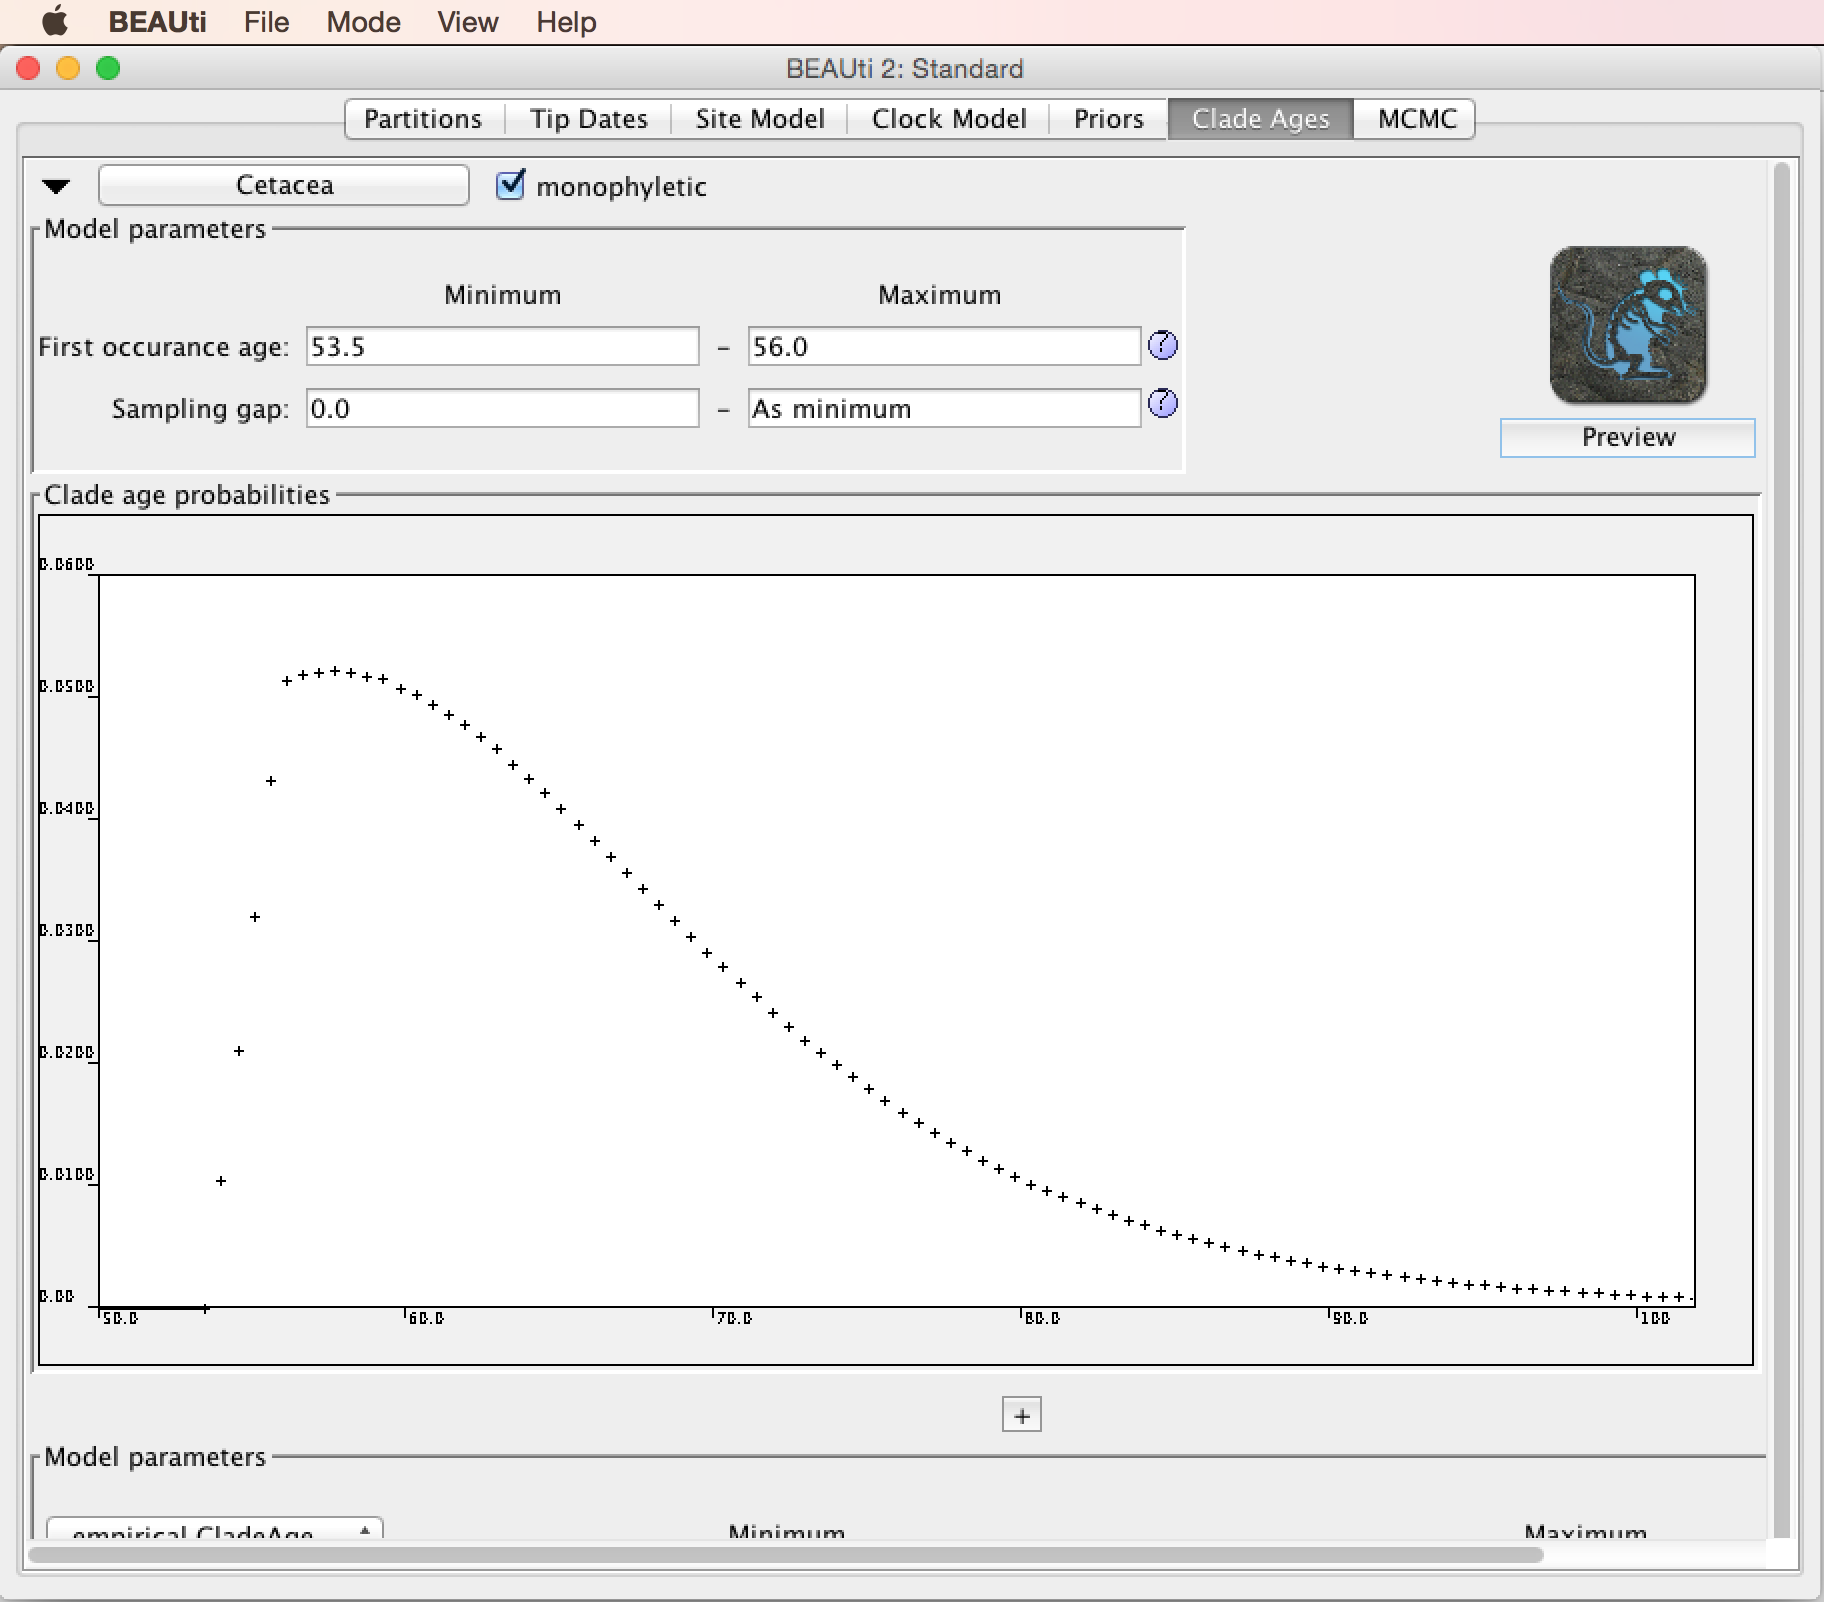 BEAUti File Mode View Help
BEAUti 2: Standard
Partitions Tip Dates Site Model Clock Model Priors Clade Ages MCMC
Cetacea monophyletic
Model parameters
Minimum Maximum
First occurance age: 53.5 – 56.0 ?
Sampling gap: 0.0 – As minimum ?
Preview
Clade age probabilities
0.0600
0.0500
0.0400
0.0300
0.0200
0.0100
0.00
50.0 60.0 70.0 80.0 90.0 100
+
Model parameters
empirical CladeAge Minimum Maximum